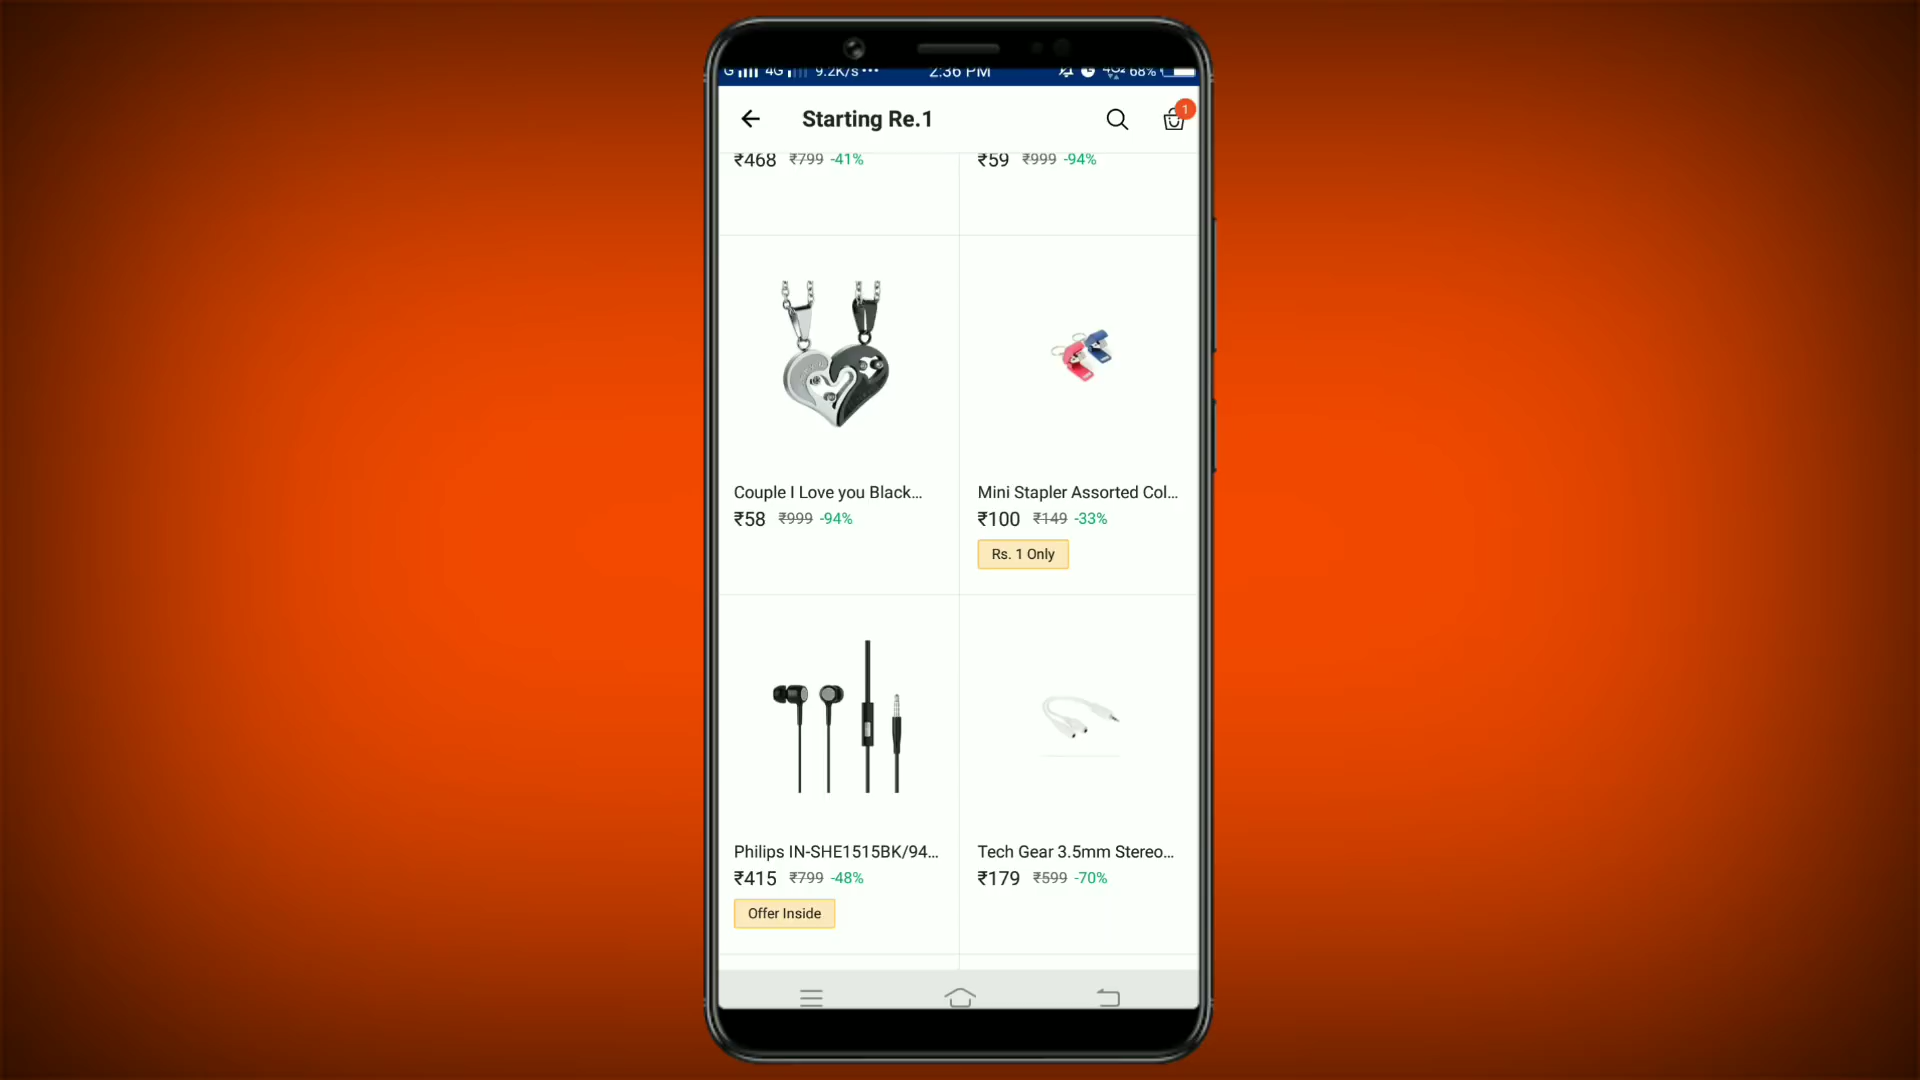 4G 9.2K/s ... 2:36 PM 68%
Starting Re.1 1
₹468 ₹799 -41% ₹59 ₹999 -94%
Couple I Love you Black... Mini Stapler Assorted Col...
₹58 ₹999 -94% ₹100 ₹149 -33%
Rs. 1 Only
Philips IN-SHE1515BK/94... Tech Gear 3.5mm Stereo...
₹415 ₹799 -48% ₹179 ₹599 -70%
Offer Inside